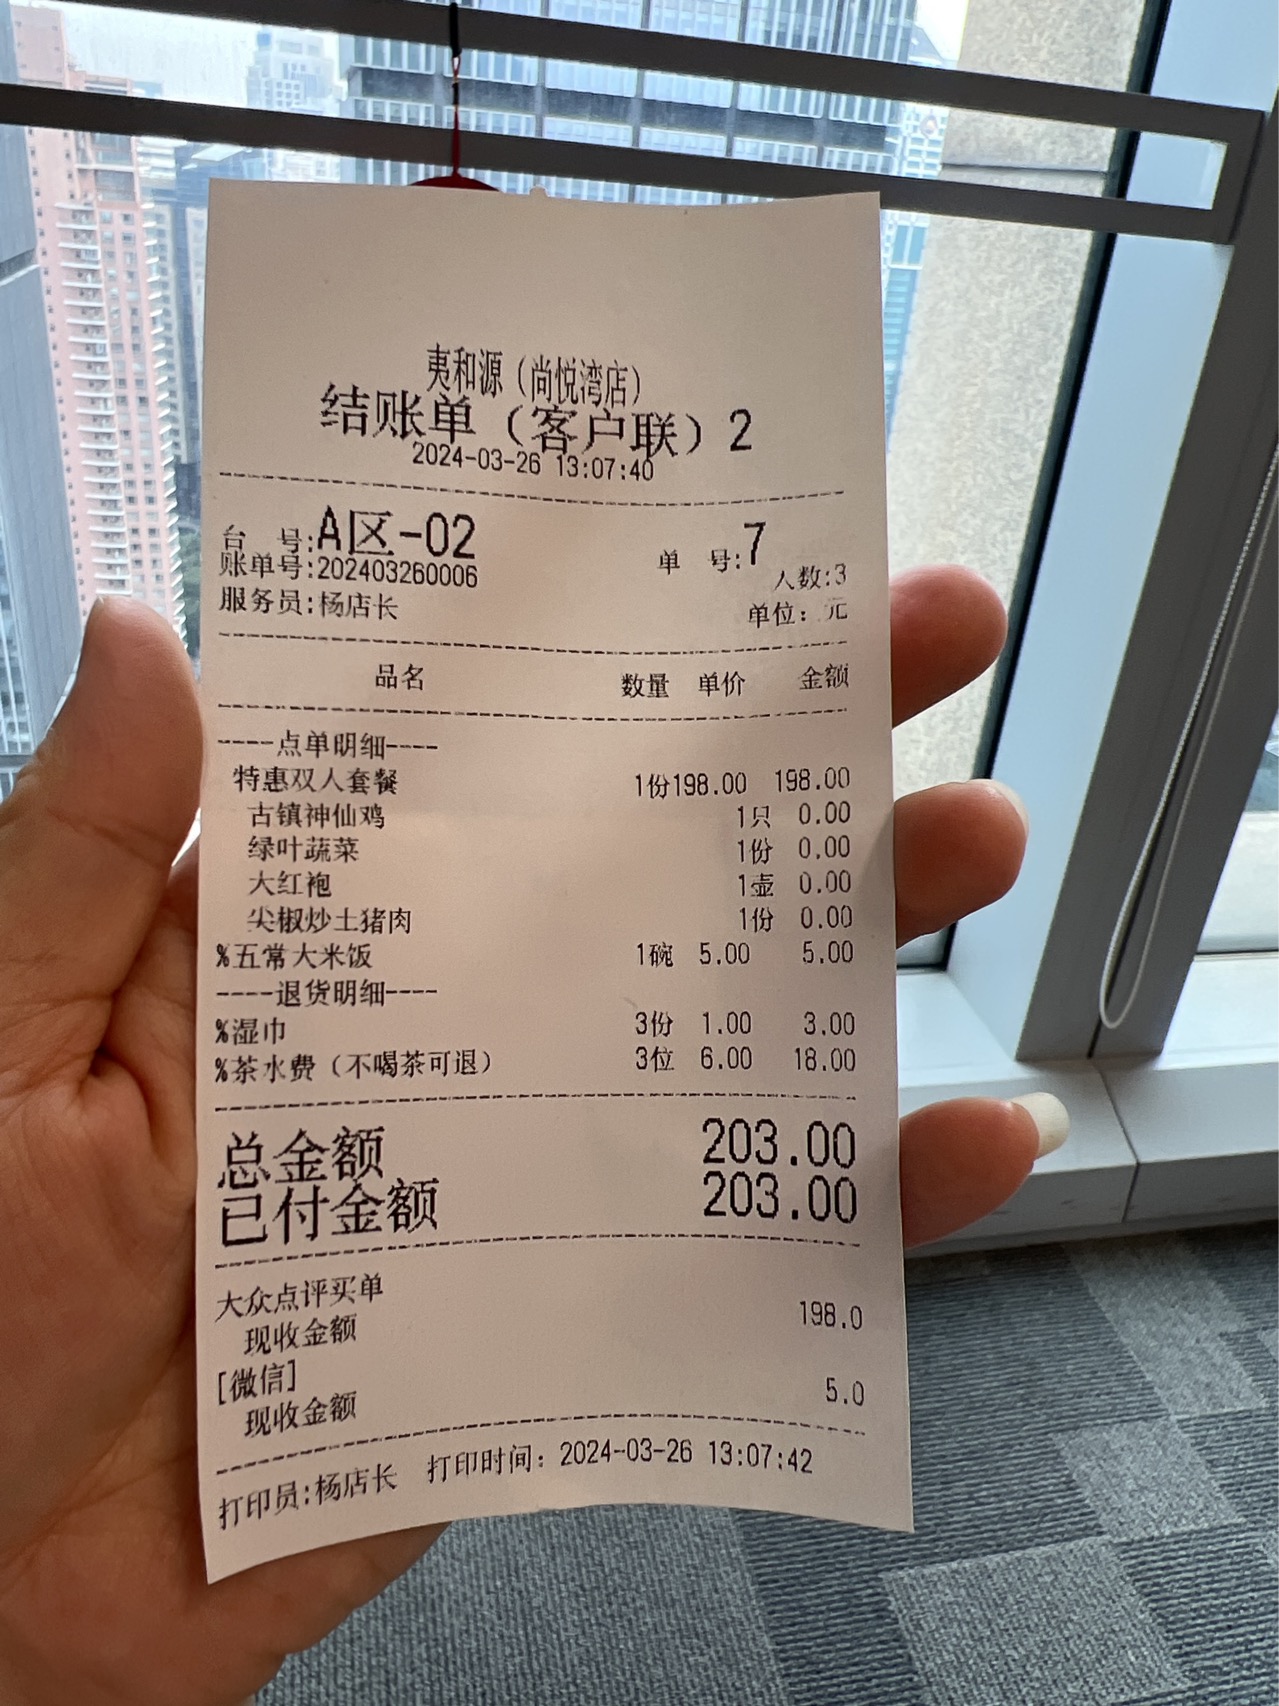 夷和源（尚悦湾店）
结账单（客户联）2
2024-03-26 13:07:40
台 号:A区-02 单 号:7
账单号:202403260006 人数:3
服务员:杨店长 单位: 元
品名 数量 单价 金额
----点单明细----
特惠双人套餐 1份198.00 198.00
古镇神仙鸡 1只 0.00
绿叶蔬菜 1份 0.00
大红袍 1壶 0.00
尖椒炒土猪肉 1份 0.00
%五常大米饭 1碗 5.00 5.00
----退货明细----
%湿巾 3份 1.00 3.00
%茶水费（不喝茶可退） 3位 6.00 18.00
总金额 203.00
已付金额 203.00
大众点评买单
现收金额 198.0
[微信]
现收金额 5.0
打印员:杨店长 打印时间：2024-03-26 13:07:42